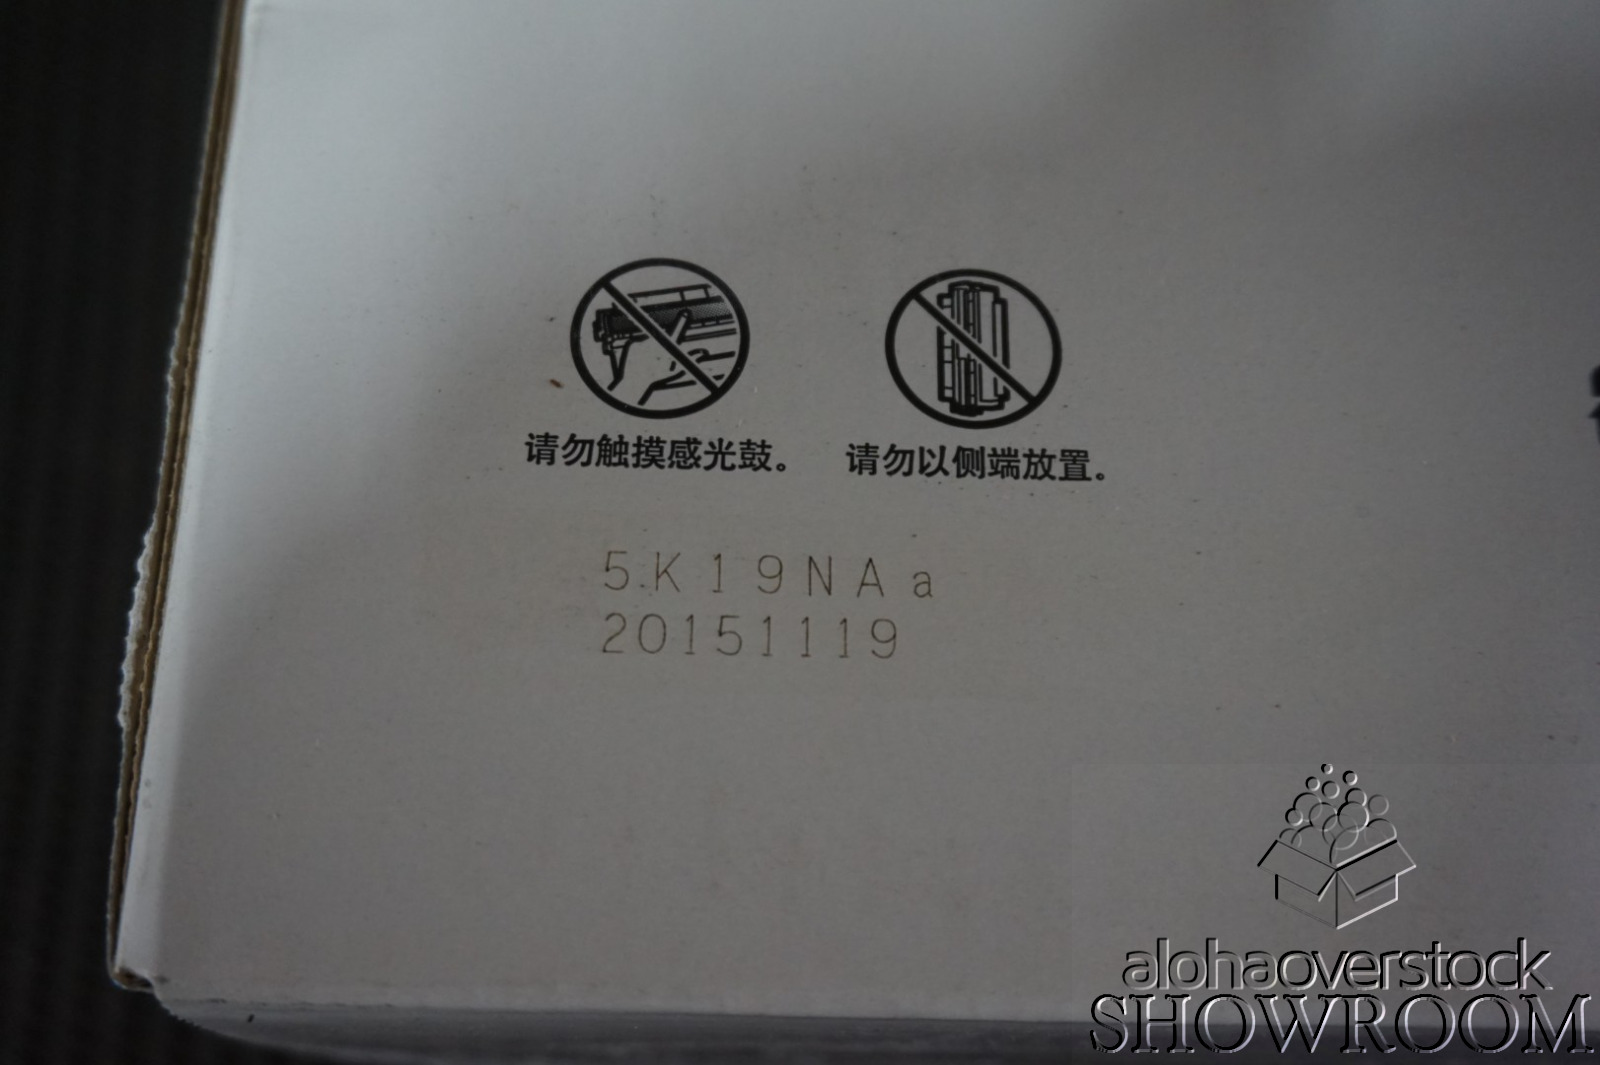 请勿触摸感光鼓。 请勿以侧端放置。
5K19NAa
20151119
alohaoverstock
SHOWROOM